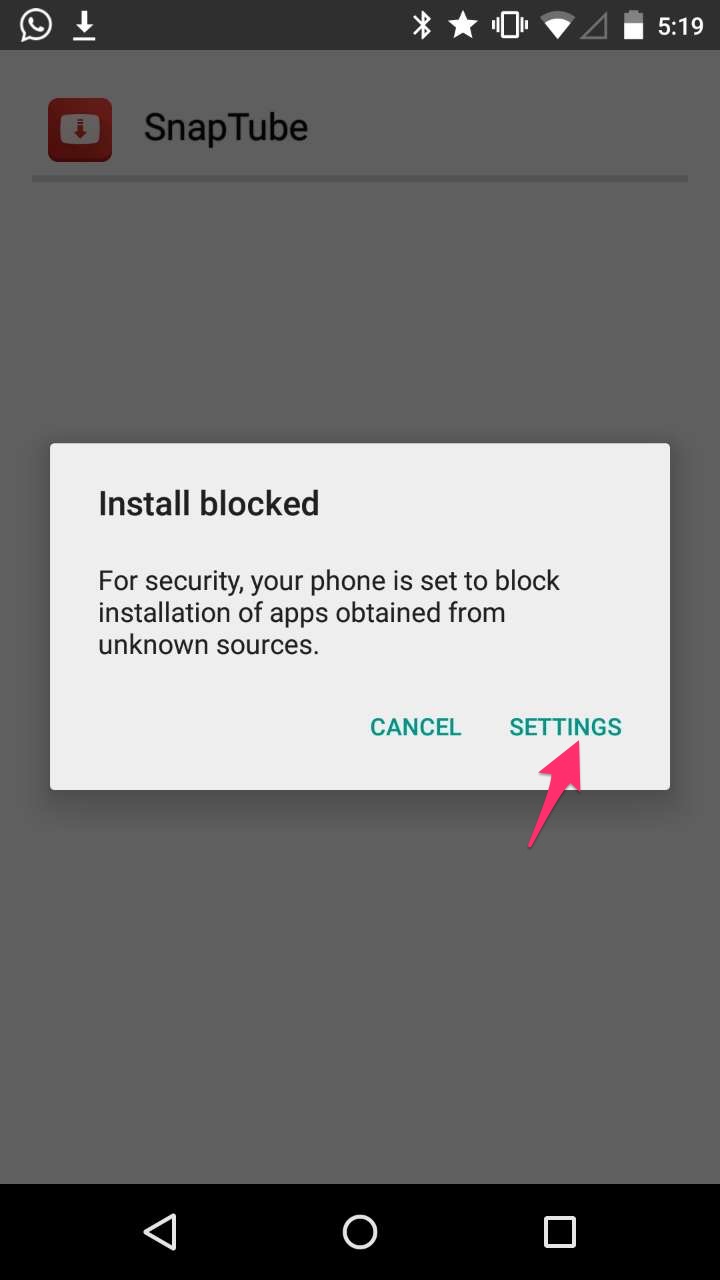 5:19
SnapTube
Install blocked
For security, your phone is set to block
installation of apps obtained from
unknown sources.
CANCEL SETTINGS